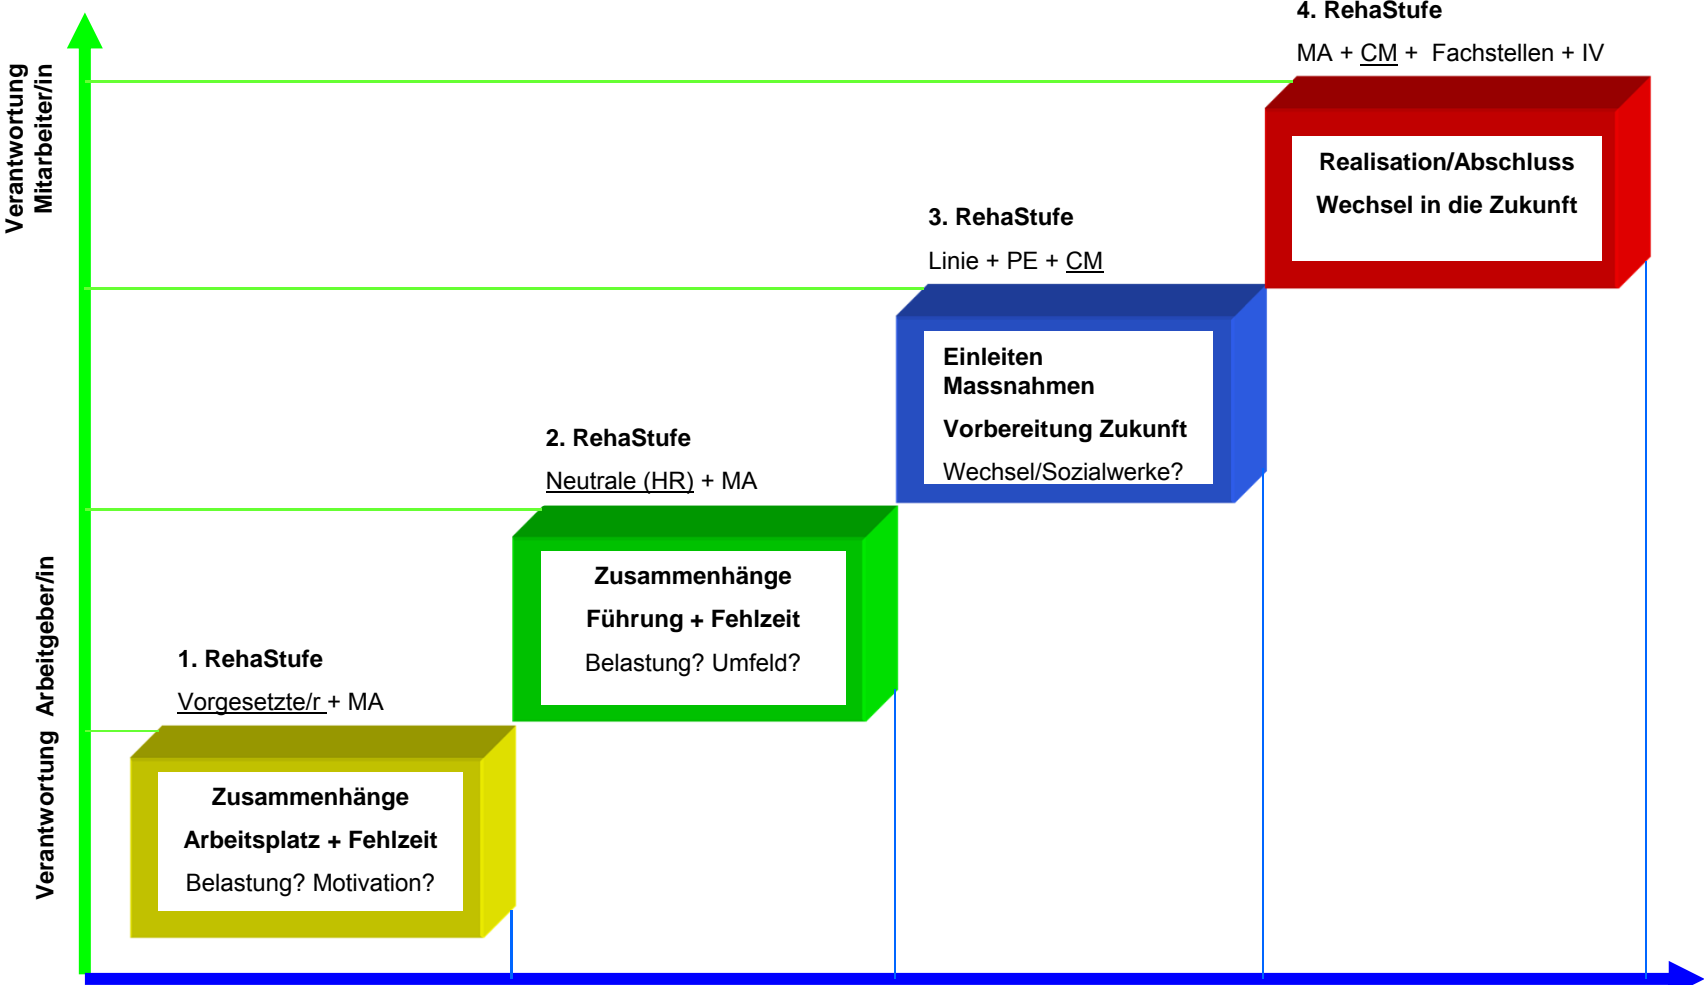 4. RehaStufe
MA + CM + Fachstellen + IV
Verantwortung
Mitarbeiter/in
Realisation/Abschluss
Wechsel in die Zukunft
3. RehaStufe
Linie + PE + CM
Einleiten
Massnahmen
Vorbereitung Zukunft
Wechsel/Sozialwerke?
2. RehaStufe
Neutrale (HR) + MA
Zusammenhänge
Führung + Fehlzeit
Belastung? Umfeld?
Verantwortung Arbeitgeber/in
1. RehaStufe
Vorgesetzte/r + MA
Zusammenhänge
Arbeitsplatz + Fehlzeit
Belastung? Motivation?